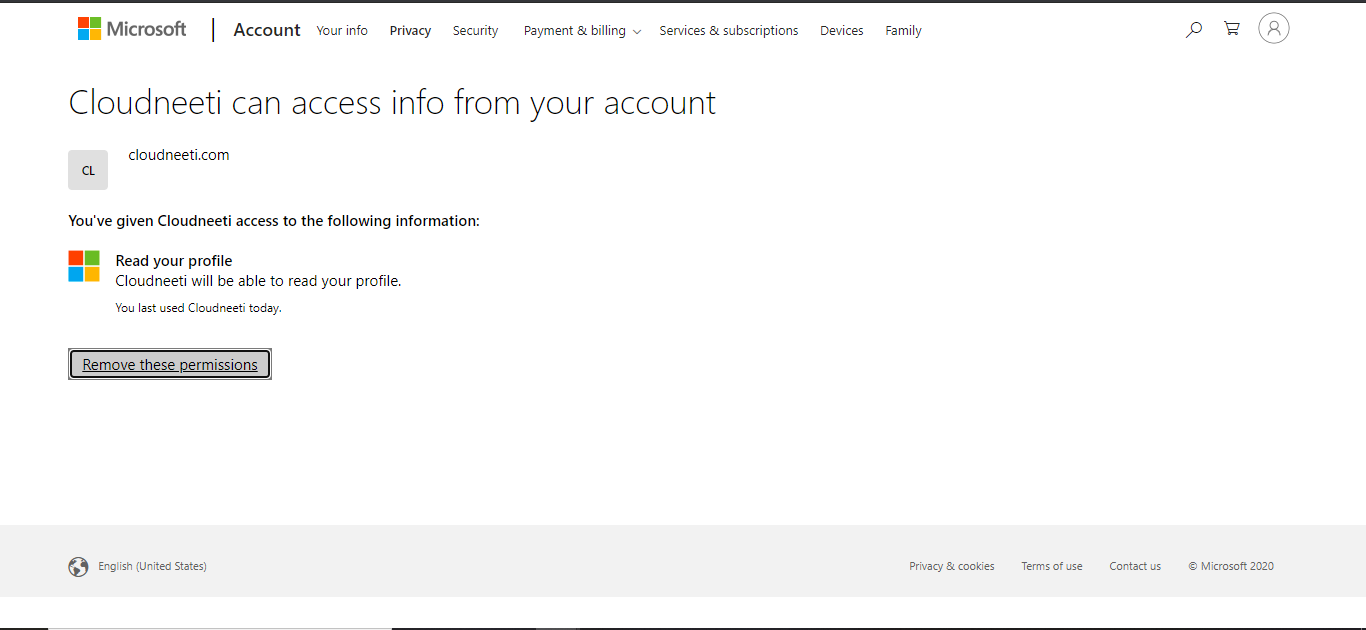 Microsoft Account Your info Privacy Security Payment & billing Services & subscriptions Devices Family
Cloudneeti can access info from your account
cloudneeti.com
CL
You've given Cloudneeti access to the following information:
Read your profile
Cloudneeti will be able to read your profile.
You last used Cloudneeti today.
Remove these permissions
English (United States) Privacy & cookies Terms of use Contact us © Microsoft 2020